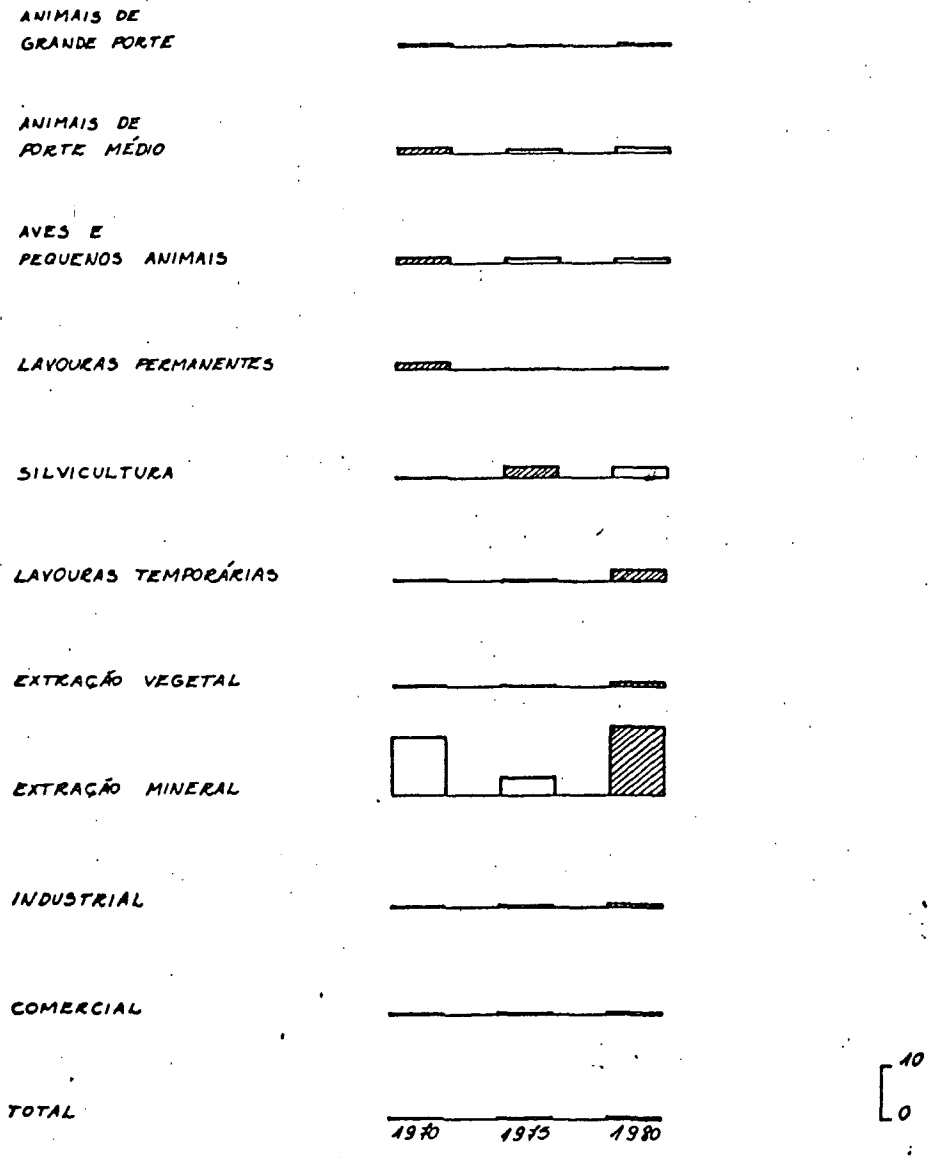 ANIMAIS DE
GRANDE PORTE
ANIMAIS DE
PORTE MÉDIO
AVES E
PEQUENOS ANIMAIS
LAVOURAS PERMANENTES
SILVICULTURA
LAVOURAS TEMPORÁRIAS
EXTRAÇÃO VEGETAL
EXTRAÇÃO MINERAL
INDUSTRIAL
COMERCIAL
10
TOTAL
0
1970 1975 1980